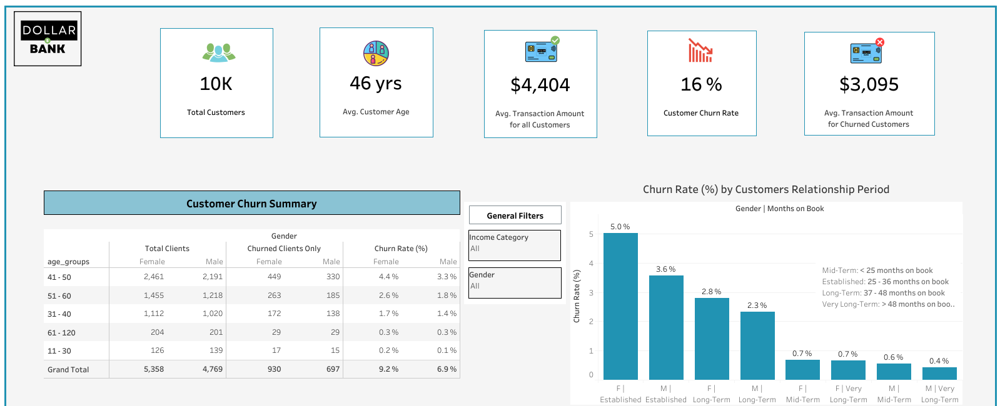 DOLLAR
BANK
10K
Total Customers
46 yrs
Avg. Customer Age
$4,404
Avg. Transaction Amount
for all Customers
16 %
Customer Churn Rate
$3,095
Avg. Transaction Amount
for Churned Customers
Customer Churn Summary
Gender
Total Clients Churned Clients Only Churn Rate (%)
age_groups Female Male Female Male Female Male
41 - 50 2,461 2,191 449 330 4.4 % 3.3 %
51 - 60 1,455 1,218 263 185 2.6 % 1.8 %
31 - 40 1,112 1,020 172 138 1.7 % 1.4 %
61 - 120 204 201 29 29 0.3 % 0.3 %
11 - 30 126 139 17 15 0.2 % 0.1 %
Grand Total 5,358 4,769 930 697 9.2 % 6.9 %
General Filters
Income Category
All
Gender
All
Churn Rate (%) by Customers Relationship Period
Gender | Months on Book
Churn Rate (%)
5
4
3
2
1
0
5.0 %
3.6 %
2.8 %
2.3 %
0.7 %
0.7 %
0.6 %
0.4 %
Mid-Term: < 25 months on book
Established: 25 - 36 months on book
Long-Term: 37 - 48 months on book
Very Long-Term: > 48 months on boo..
F |
Established
M |
Established
F |
Long-Term
M |
Long-Term
F |
Mid-Term
F | Very
Long-Term
M |
Mid-Term
M | Very
Long-Term